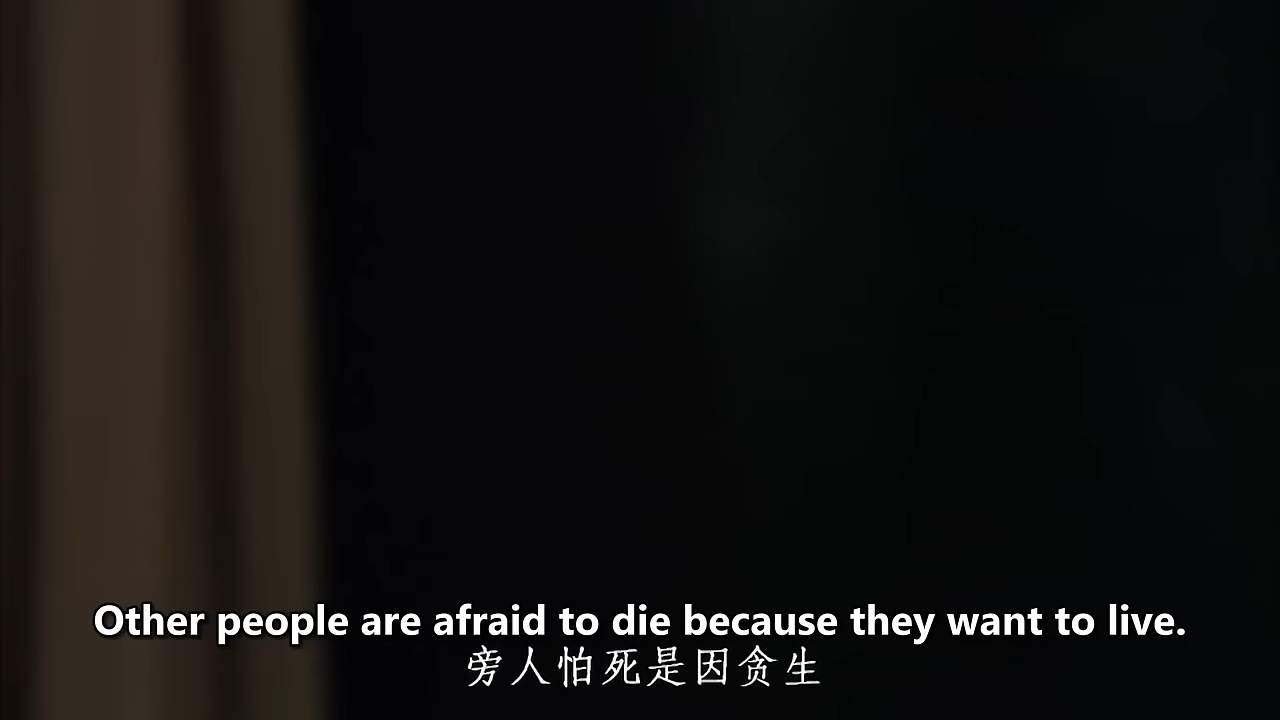 Other people are afraid to die because they want to live.
旁人怕死是因贪生